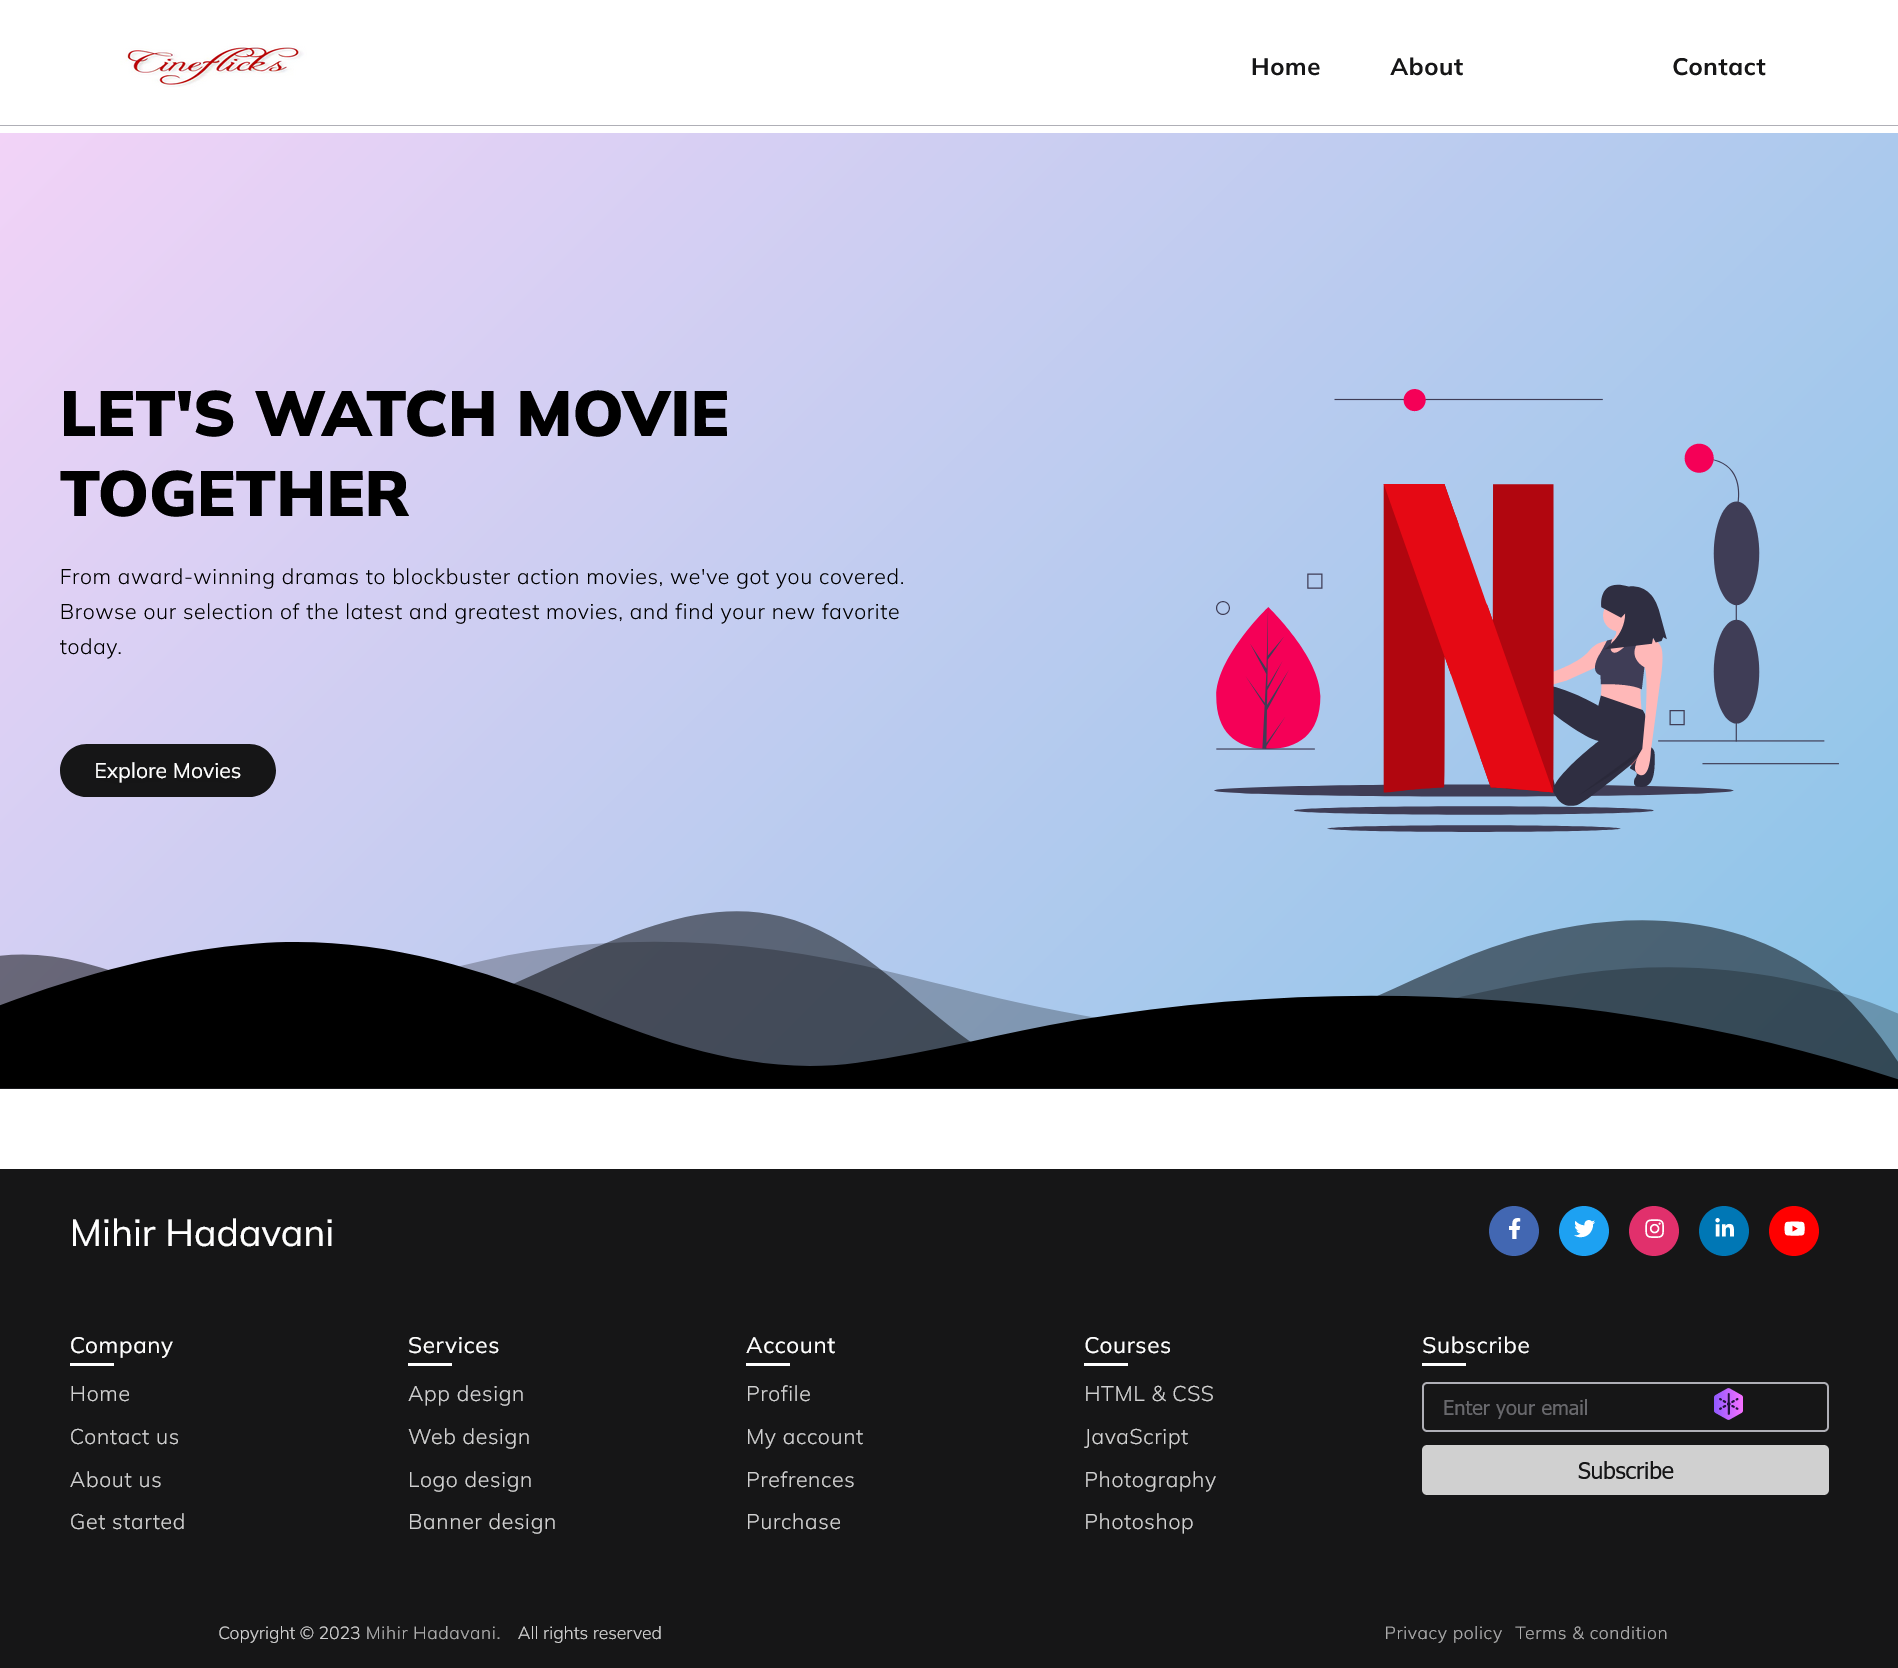 Cineflicks
Home About Contact
LET'S WATCH MOVIE
TOGETHER
From award-winning dramas to blockbuster action movies, we've got you covered.
Browse our selection of the latest and greatest movies, and find your new favorite
today.
Explore Movies
N
Mihir Hadavani
Company
Home
Contact us
About us
Get started
Services
App design
Web design
Logo design
Banner design
Account
Profile
My account
Prefrences
Purchase
Courses
HTML & CSS
JavaScript
Photography
Photoshop
Subscribe
Enter your email
Subscribe
Copyright © 2023 Mihir Hadavani. All rights reserved
Privacy policy Terms & condition